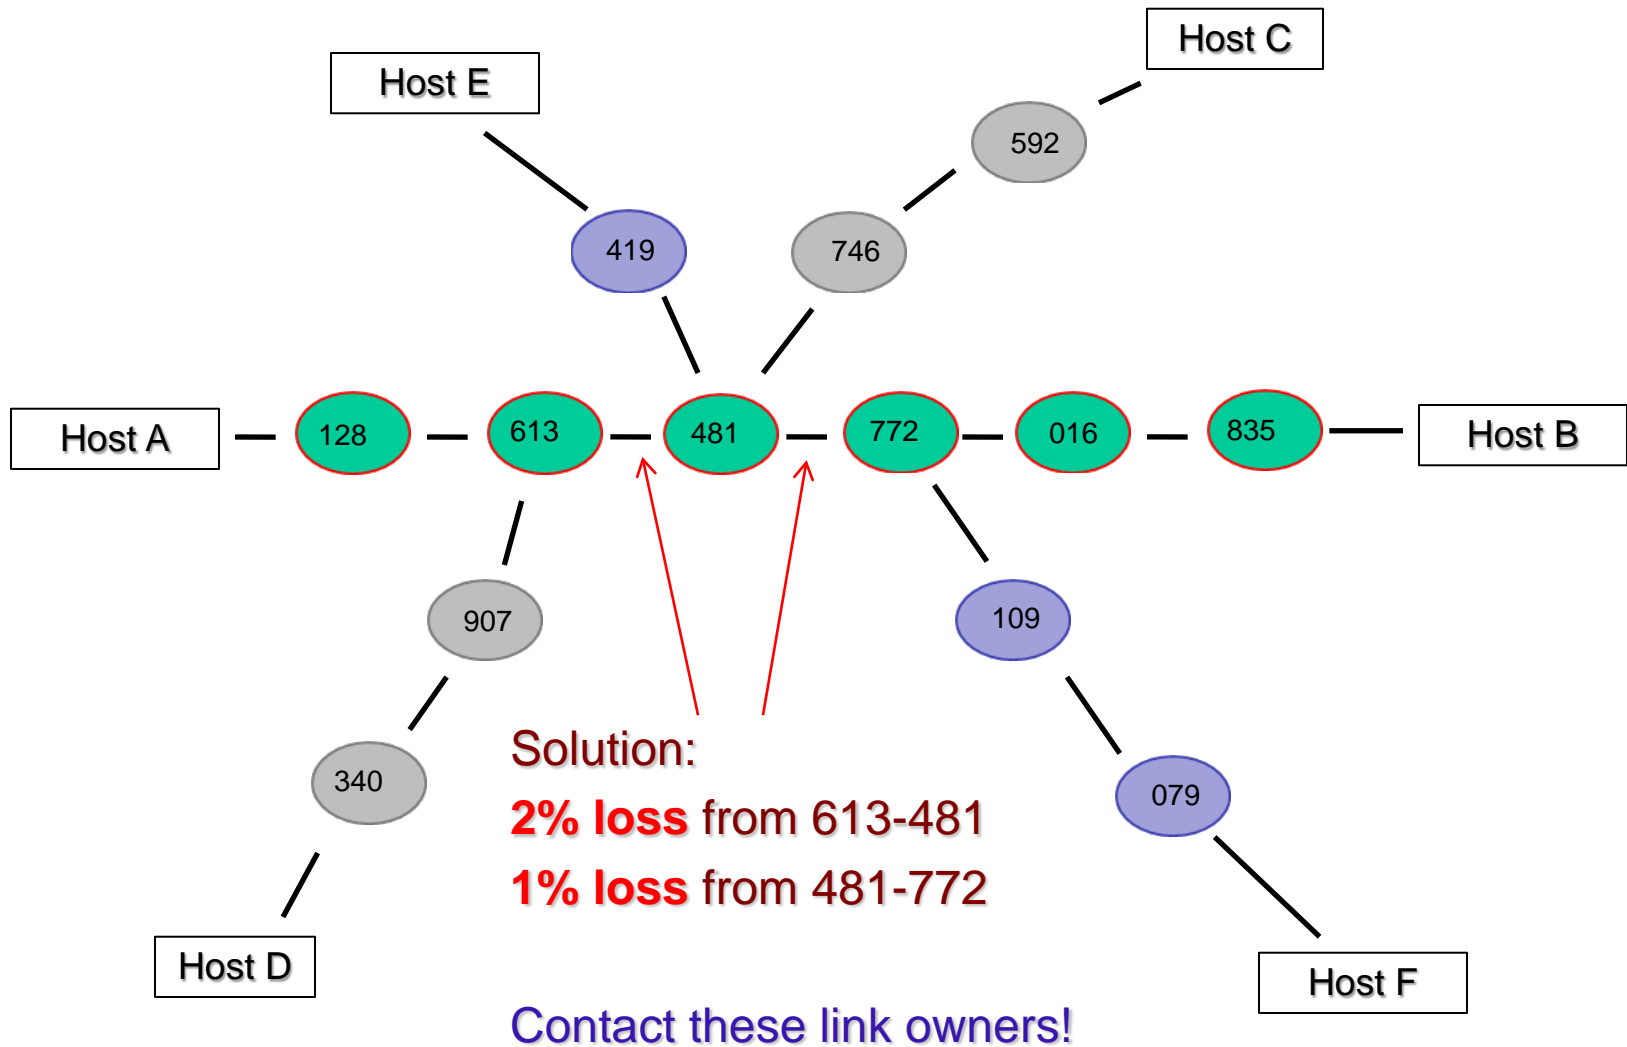 Host C
Host E
592
419
746
Host A
128
613
481
772
016
835
Host B
907
109
340
079
Solution:
2% loss from 613-481
1% loss from 481-772
Host D
Host F
Contact these link owners!